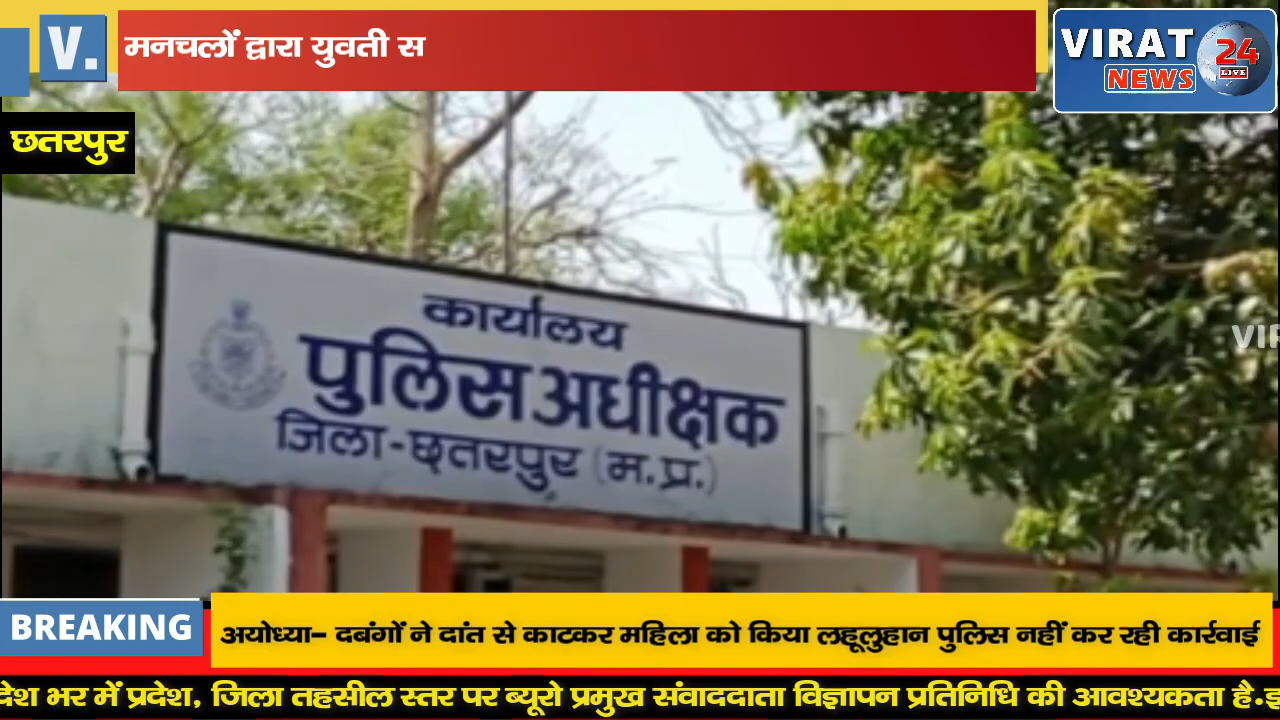 V.
मनचलों द्वारा युवती स
VIRAT
24
NEWS
LIVE
छतरपुर
कार्यालय
पुलिस अधीक्षक
जिला-छतरपुर (म.प्र.)
VIR
BREAKING
अयोध्या- दबंगों ने दांत से काटकर महिला को किया लहूलुहान पुलिस नहीं कर रही कार्रवाई
देश भर में प्रदेश, जिला तहसील स्तर पर ब्यूरो प्रमुख संवाददाता विज्ञापन प्रतिनिधि की आवश्यकता है.